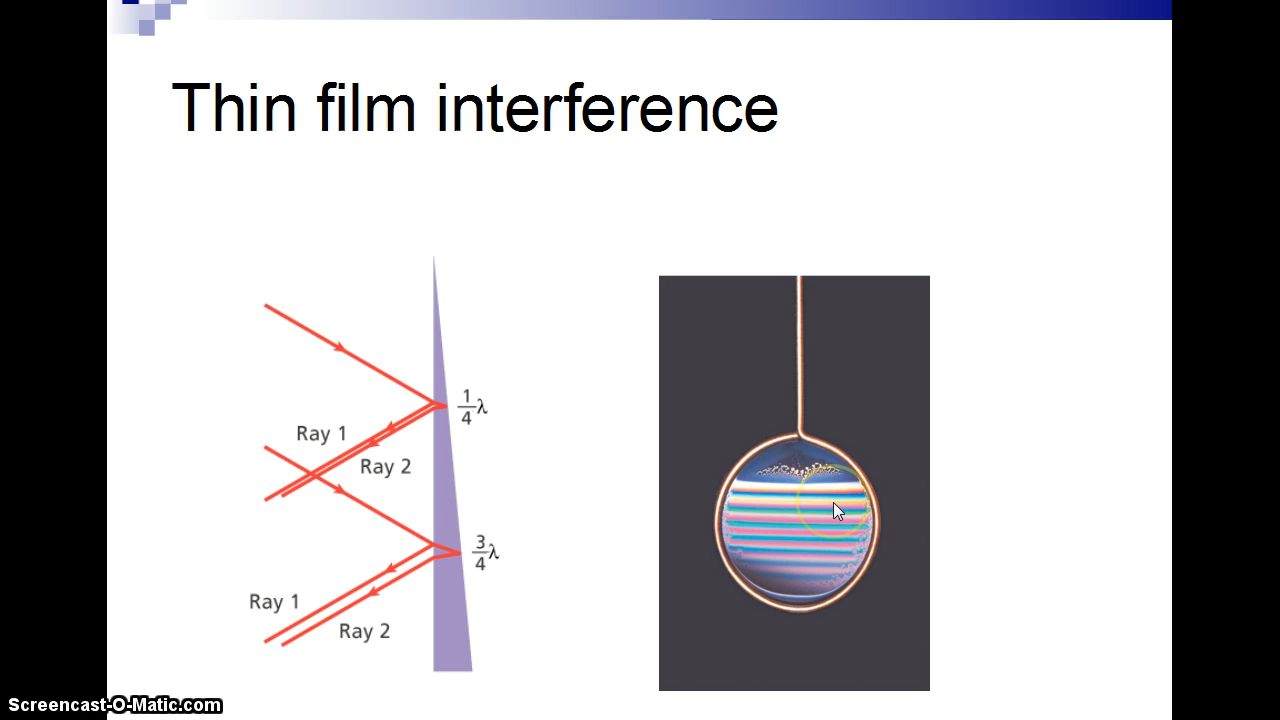 Thin film interference
1/4 λ
Ray 1
Ray 2
3/4 λ
Ray 1
Ray 2
Screencast-O-Matic.com